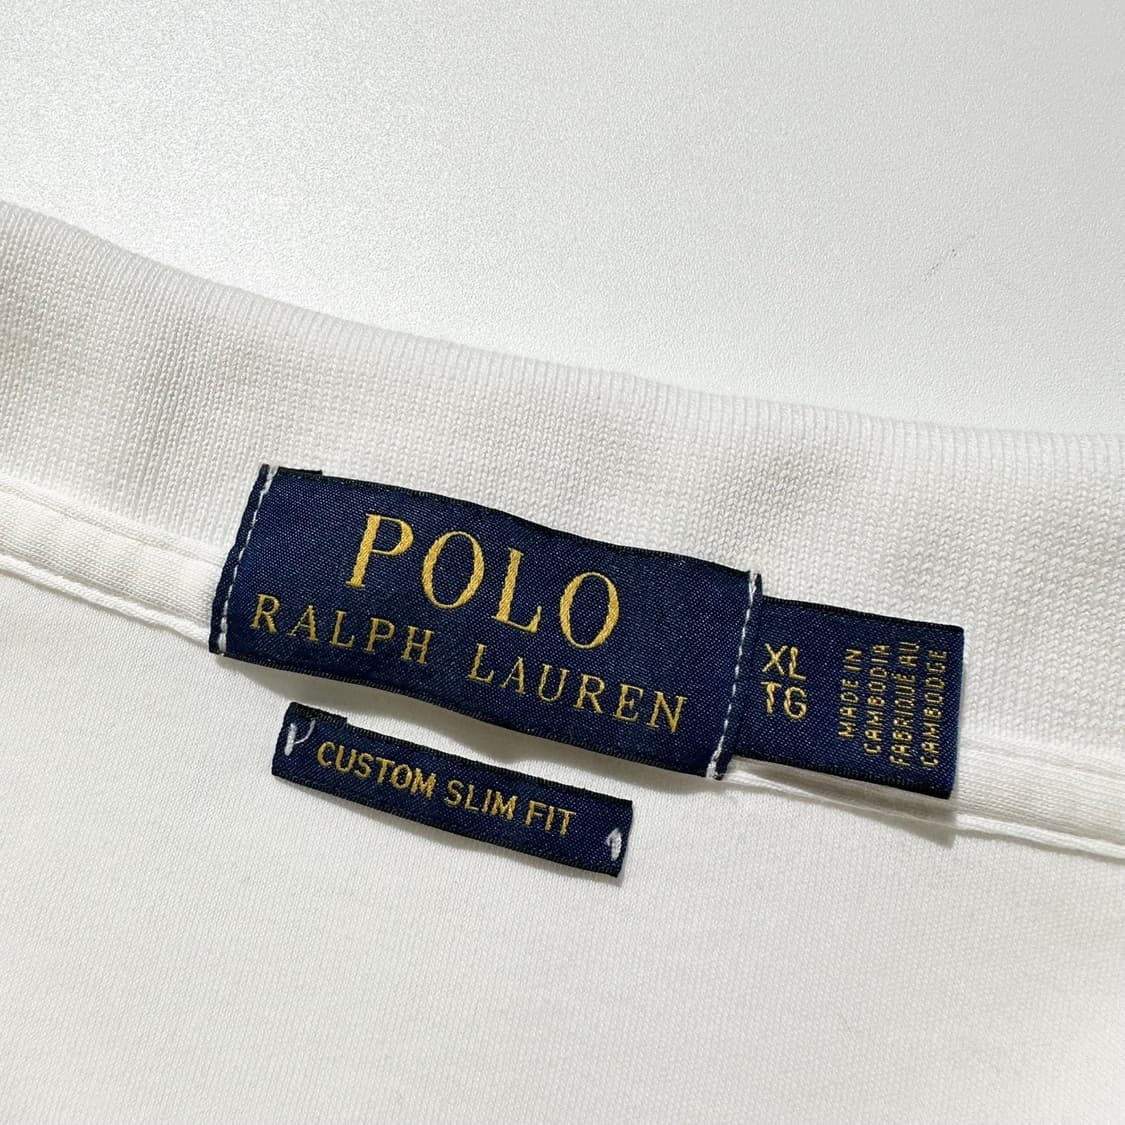 POLO
RALPH LAUREN
XL
TG
MADE IN
CAMBODIA
FABRIQUÉ AU
CAMBODGE
CUSTOM SLIM FIT